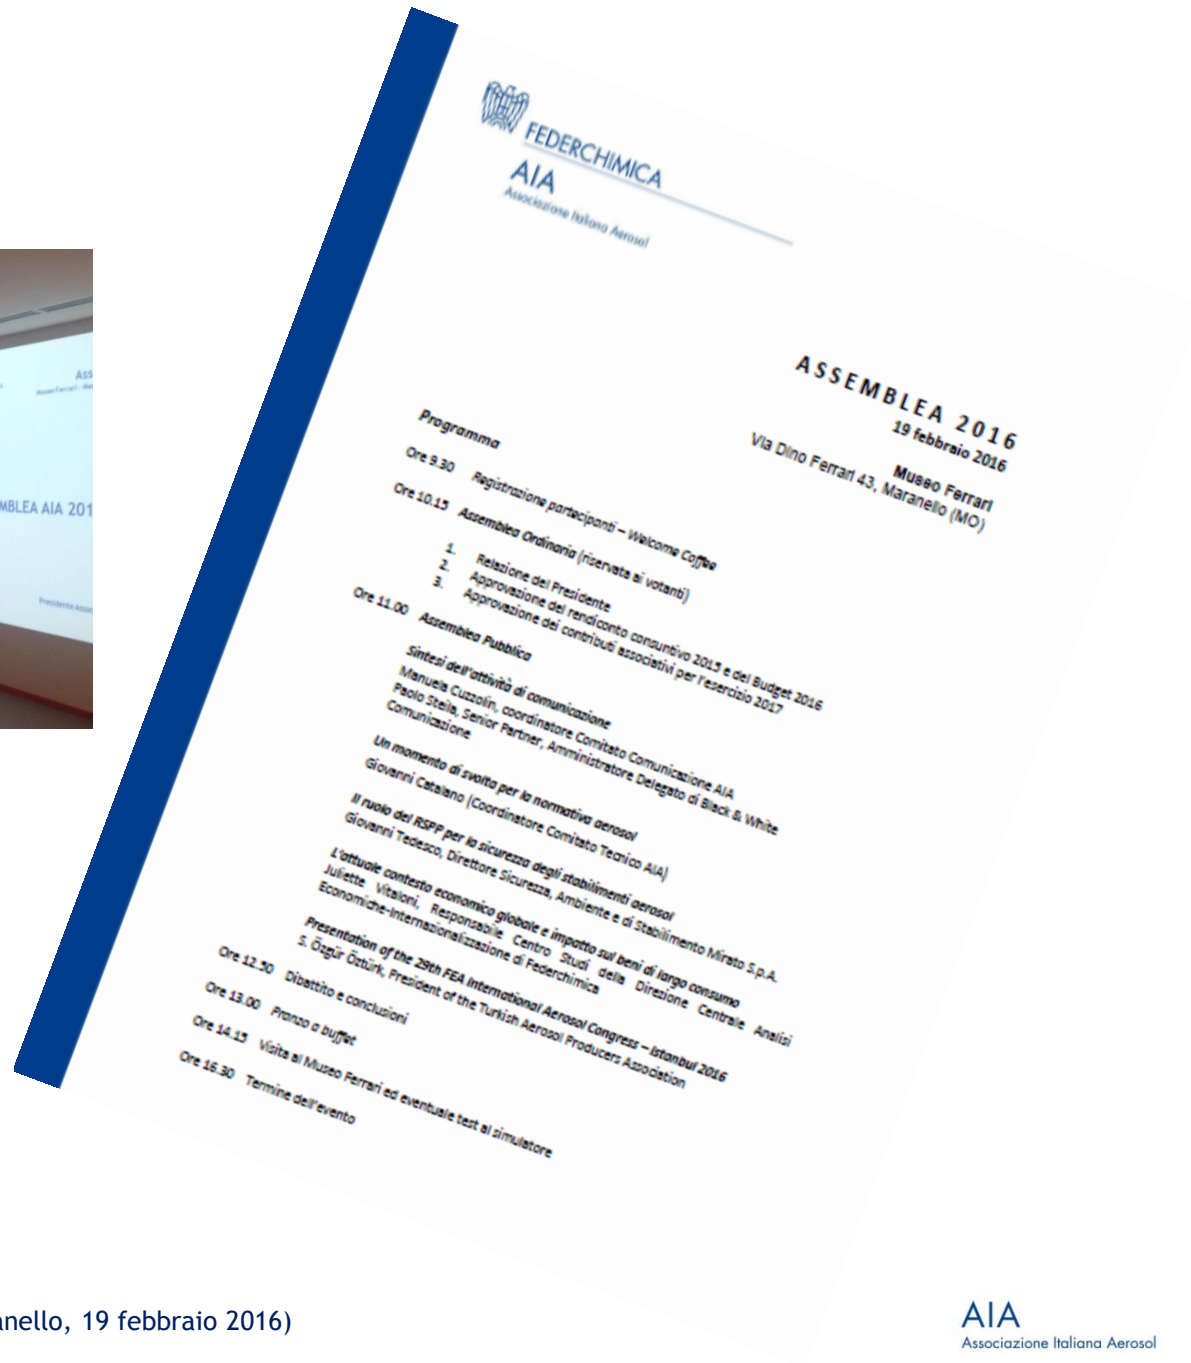 FEDERCHIMICA
AIA
Associazione Italiana Aerosol
ASSEMBLEA 2016
19 febbraio 2016
Museo Ferrari
Via Dino Ferrari 43, Maranello (MO)
Programma
Ore 9.30 Registrazione partecipanti – Welcome Coffee
Ore 10.15 Assemblea Ordinaria (riservata ai votanti)
1. Relazione del Presidente
2. Approvazione del rendiconto consuntivo 2015 e del Budget 2016
3. Approvazione dei contributi associativi per l'esercizio 2017
Ore 11.00 Assemblea Pubblica
Sintesi dell'attività di comunicazione
Manuela Cuzzolin, coordinatore Comitato Comunicazione AIA
Paolo Steila, Senior Partner, Amministratore Delegato di Black & White
Comunicazione
Un momento di svolta per la normativa aerosol
Giovanni Catalano (Coordinatore Comitato Tecnico AIA)
Il ruolo del RSPP per la sicurezza degli stabilimenti aerosol
Giovanni Tedesco, Direttore Sicurezza, Ambiente e di Stabilimento Mirato S.p.A.
L'attuale contesto economico globale e impatto sui beni di largo consumo
Juliette Vitaloni, Responsabile Centro Studi della Direzione Centrale Analisi
Economiche-Internazionalizzazione di Federchimica
Presentation of the 29th FEA International Aerosol Congress – Istanbul 2016
S. Özgür Öztürk, President of the Turkish Aerosol Producers Association
Ore 12.50 Dibattito e conclusioni
Ore 13.00 Pranzo a buffet
Ore 14.15 Visita al Museo Ferrari ed eventuale test al simulatore
Ore 16.30 Termine dell'evento
Ass
Museo Ferrari
MBLEA AIA 201
Presidente Assoc
anello, 19 febbraio 2016)
AIA
Associazione Italiana Aerosol